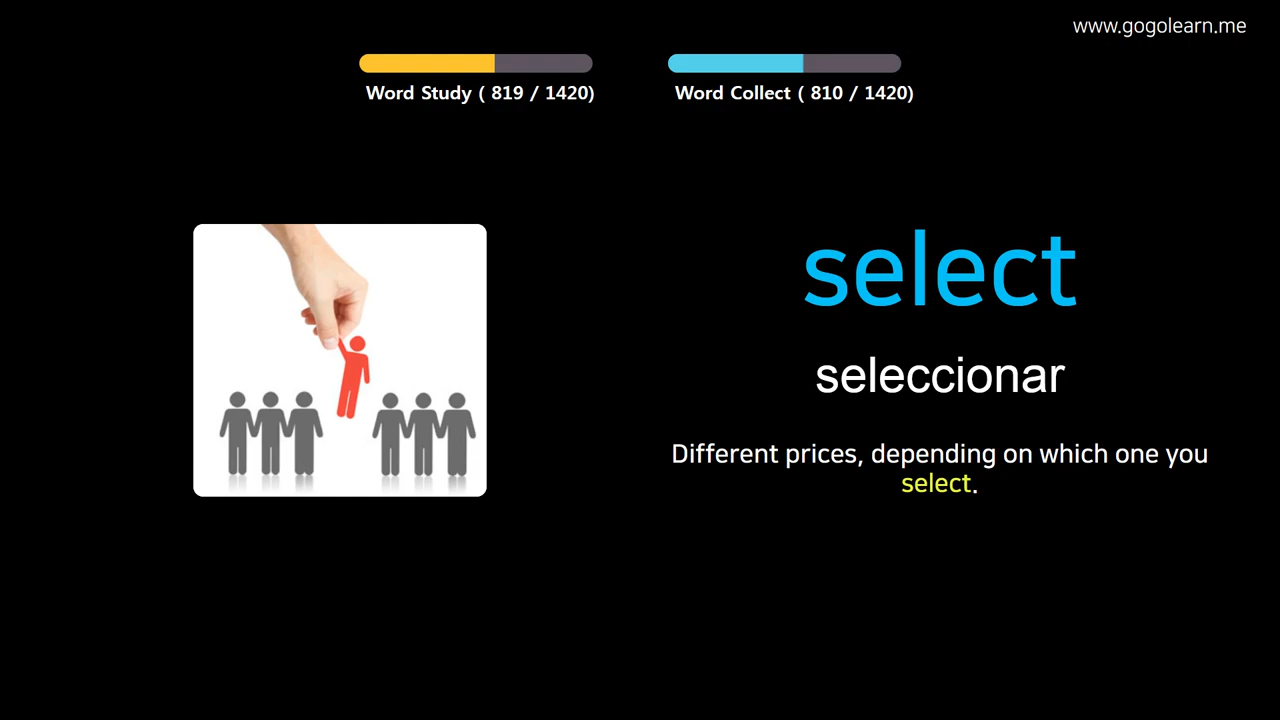 www.gogolearn.me
Word Study ( 819 / 1420)
Word Collect ( 810 / 1420)
select
seleccionar
Different prices, depending on which one you
select.